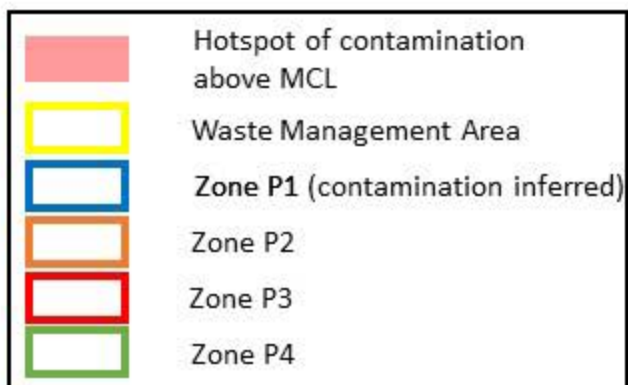 Hotspot of contamination
above MCL
Waste Management Area
Zone P1 (contamination inferred)
Zone P2
Zone P3
Zone P4